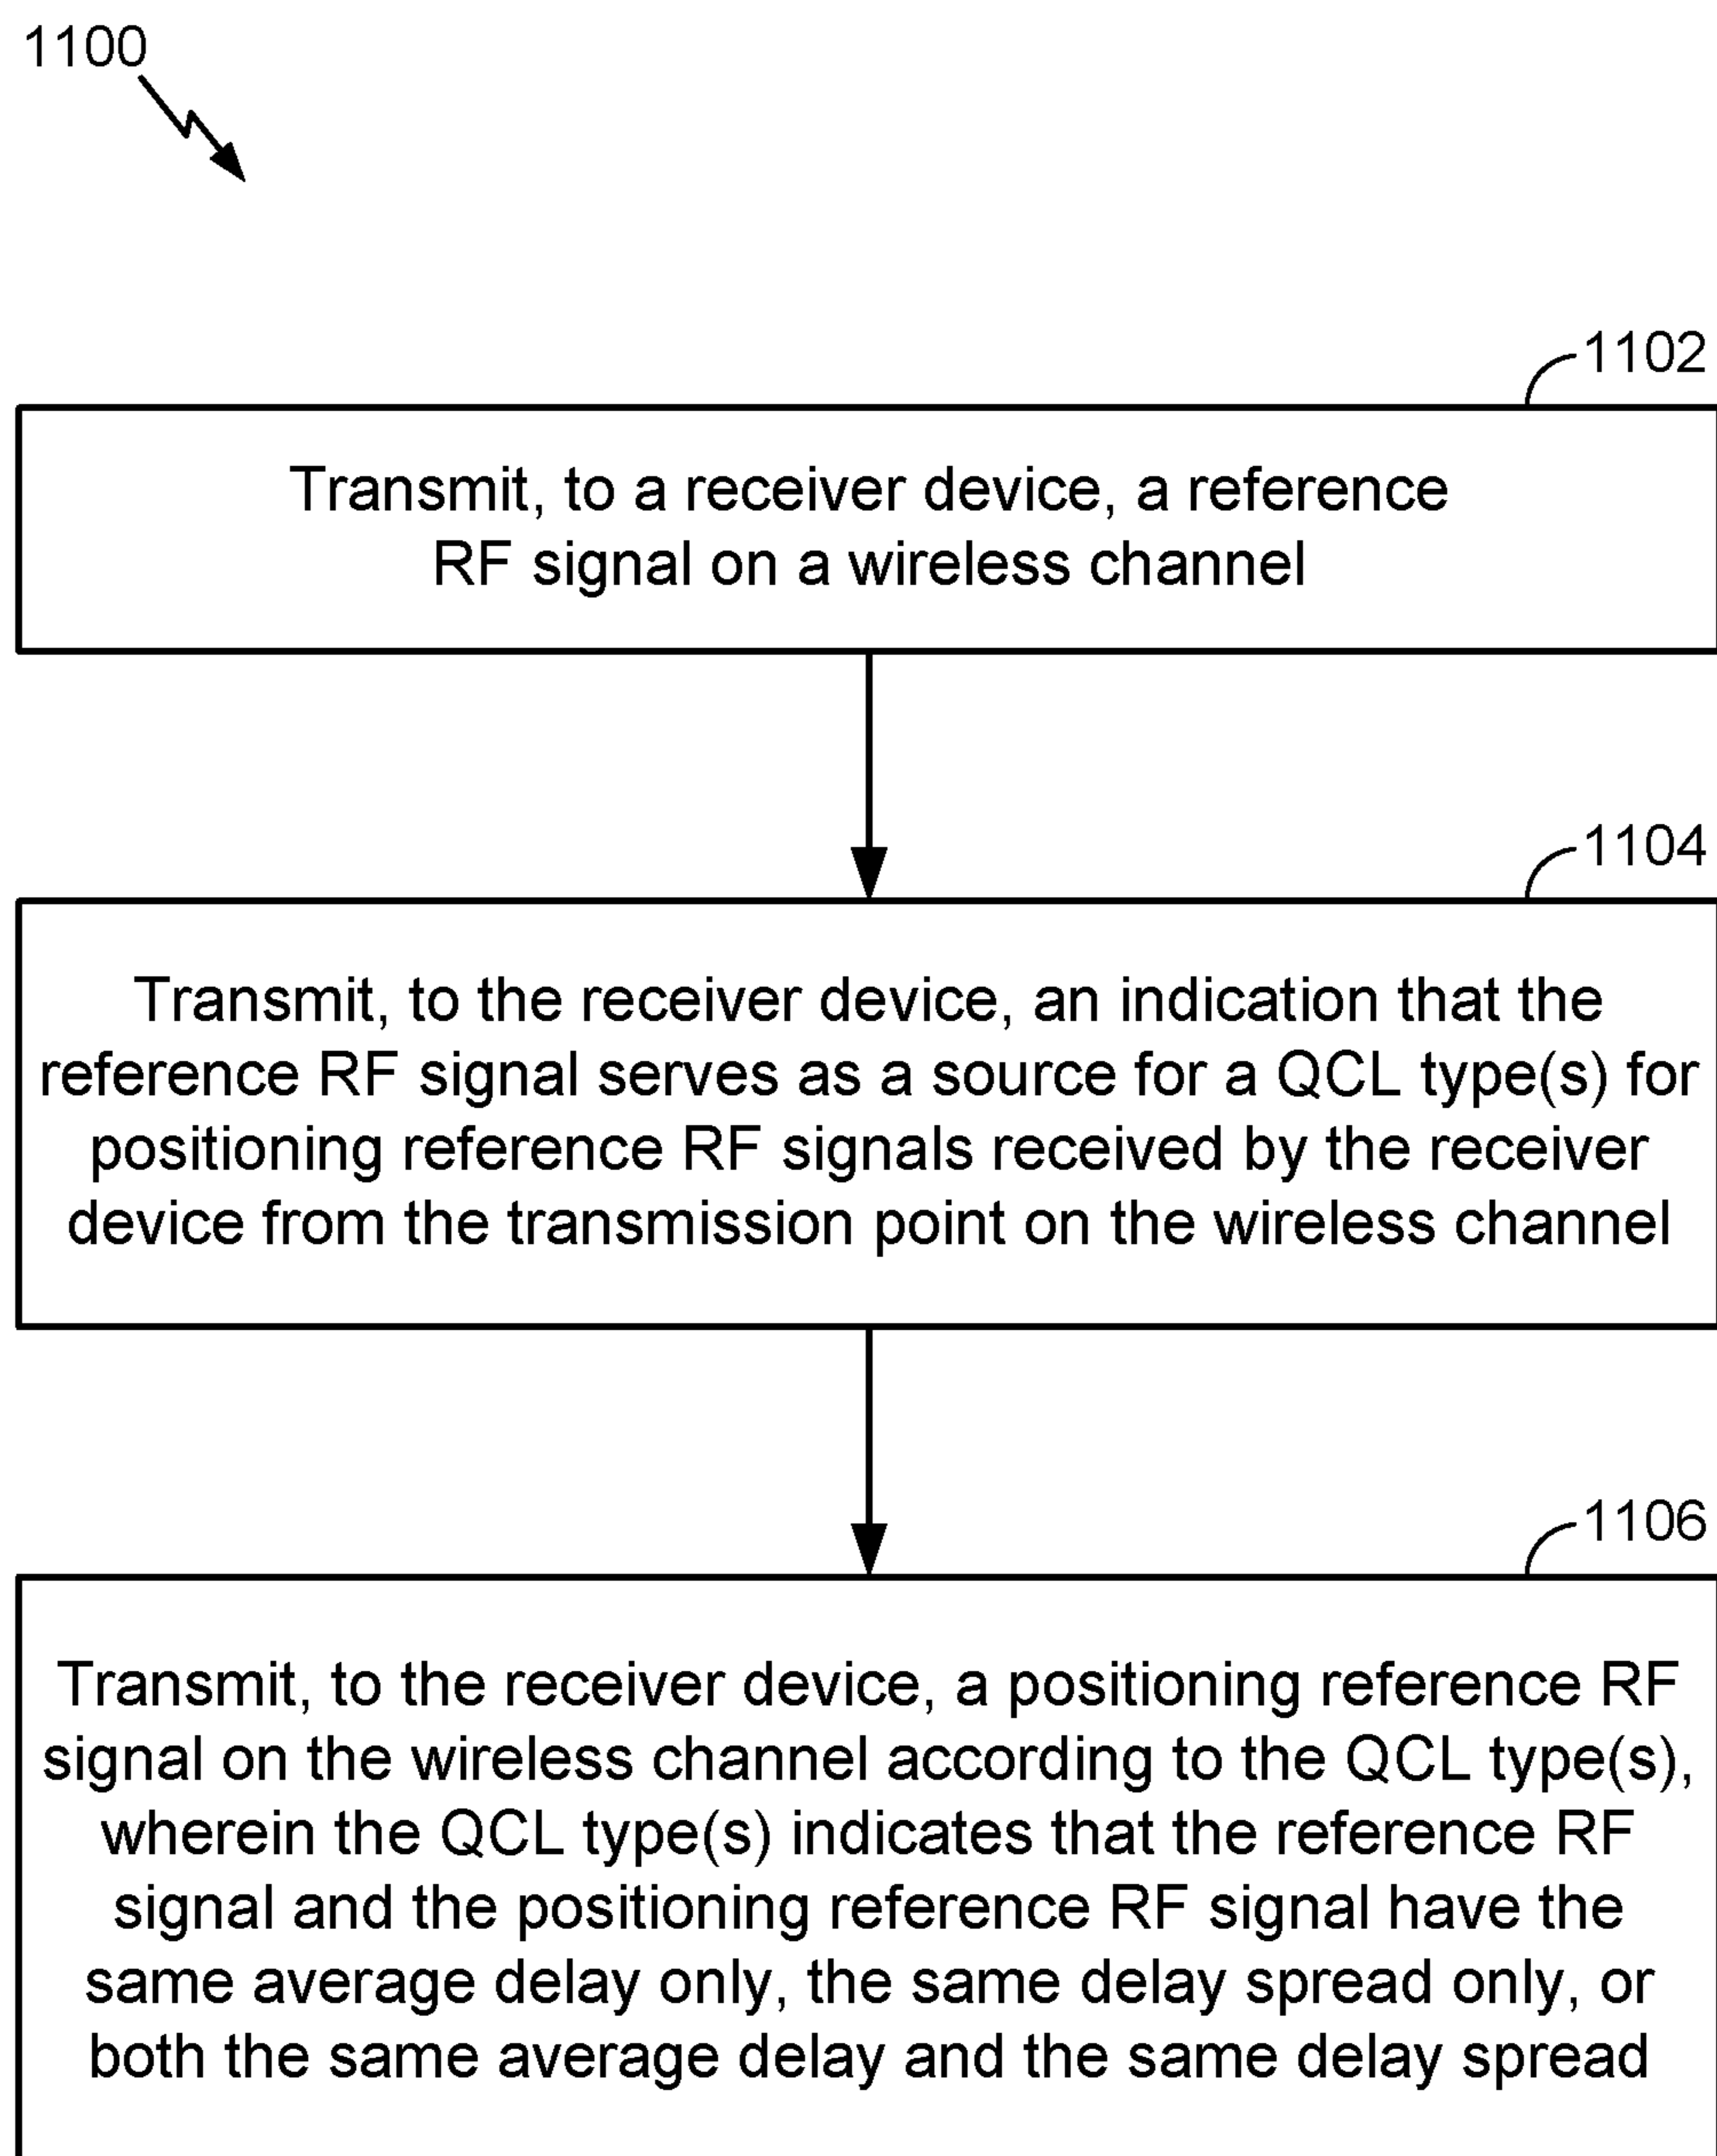 1100
1102
Transmit, to a receiver device, a reference
RF signal on a wireless channel
1104
Transmit, to the receiver device, an indication that the
reference RF signal serves as a source for a QCL type(s) for
positioning reference RF signals received by the receiver
device from the transmission point on the wireless channel
1106
Transmit, to the receiver device, a positioning reference RF
signal on the wireless channel according to the QCL type(s),
wherein the QCL type(s) indicates that the reference RF
signal and the positioning reference RF signal have the
same average delay only, the same delay spread only, or
both the same average delay and the same delay spread